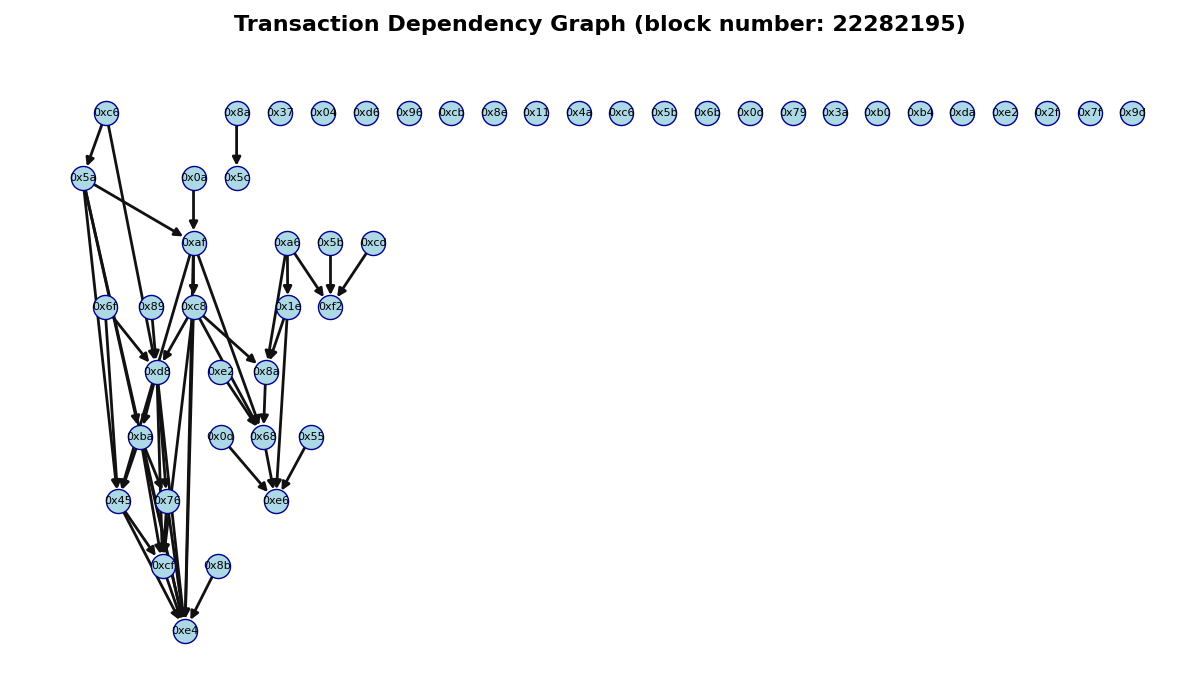 Transaction Dependency Graph (block number: 22282195)
0xc6 0x8a 0x37 0x04 0xd6 0x96 0xcb 0x8e 0x11 0x4a 0xc6 0x5b 0x6b 0x0d 0x79 0x3a 0xb0 0xb4 0xda 0xe2 0x2f 0x7f 0x9d
0x5a 0x0a 0x5c
0xaf 0xa6 0x5b 0xcd
0x6f 0x89 0xc8 0x1e 0xf2
0xd8 0xe2 0x8a
0xba 0x0d 0x68 0x55
0x45 0x76 0xe6
0xcf 0x8b
0xe4